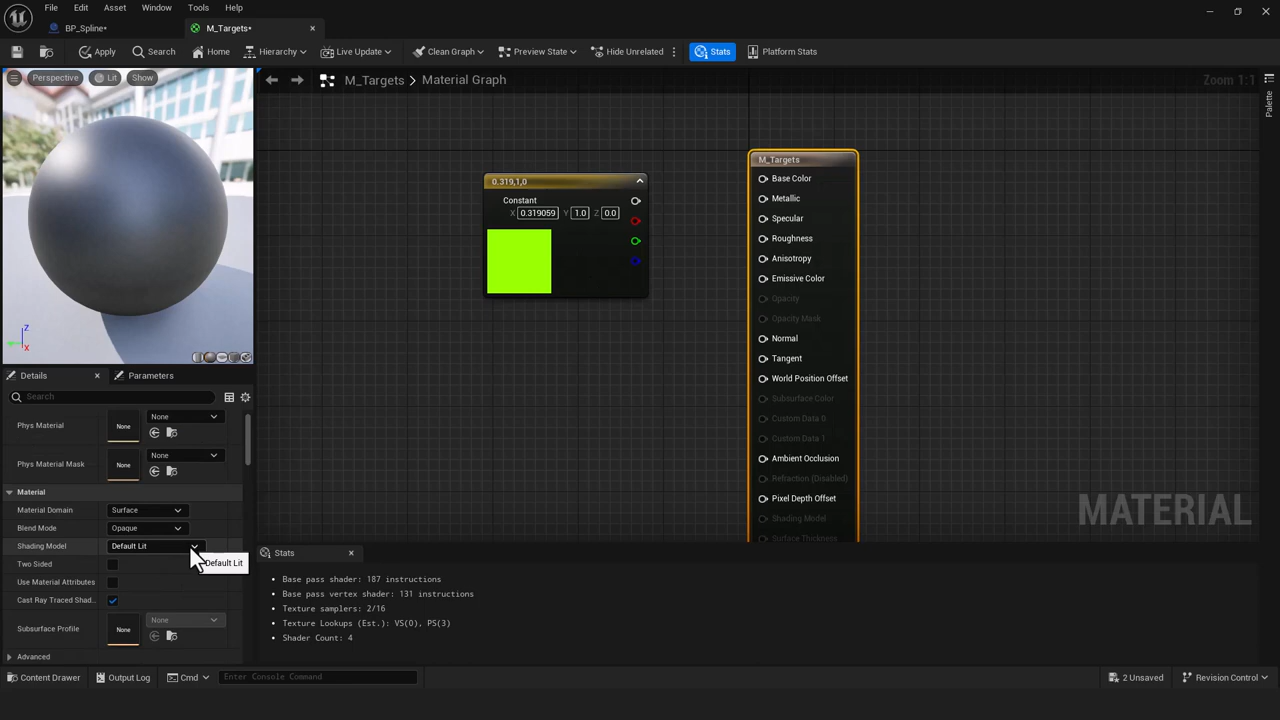 File Edit Asset Window Tools Help
BP_Spline*
M_Targets*
Apply Search Home Hierarchy Live Update Clean Graph Preview State Hide Unrelated Stats Platform Stats
Perspective Lit Show
M_Targets > Material Graph
Zoom 1:1
Palette
0.319,1,0
Constant
X 0.319059 Y 1.0 Z 0.0
M_Targets
Base Color
Metallic
Specular
Roughness
Anisotropy
Emissive Color
Opacity
Opacity Mask
Normal
Tangent
World Position Offset
Subsurface Color
Custom Data 0
Custom Data 1
Ambient Occlusion
Refraction (Disabled)
Pixel Depth Offset
Shading Model
Surface Thickness
MATERIAL
Z
X
Details Parameters
Search
Phys Material None None
Phys Material Mask None None
Material
Material Domain Surface
Blend Mode Opaque
Shading Model Default Lit
Default Lit
Two Sided
Use Material Attributes
Cast Ray Traced Shad...
Subsurface Profile None None
Advanced
Stats
Base pass shader: 187 instructions
Base pass vertex shader: 131 instructions
Texture samplers: 2/16
Texture Lookups (Est.): VS(0), PS(3)
Shader Count: 4
Content Drawer Output Log Cmd Enter Console Command 2 Unsaved Revision Control